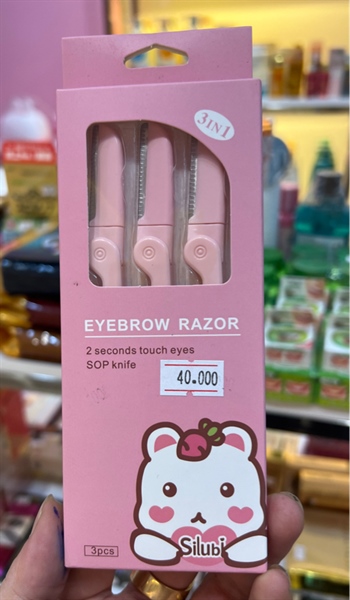 3IN1
EYEBROW RAZOR
2 seconds touch eyes
SOP knife
40.000
Silubi
3pcs